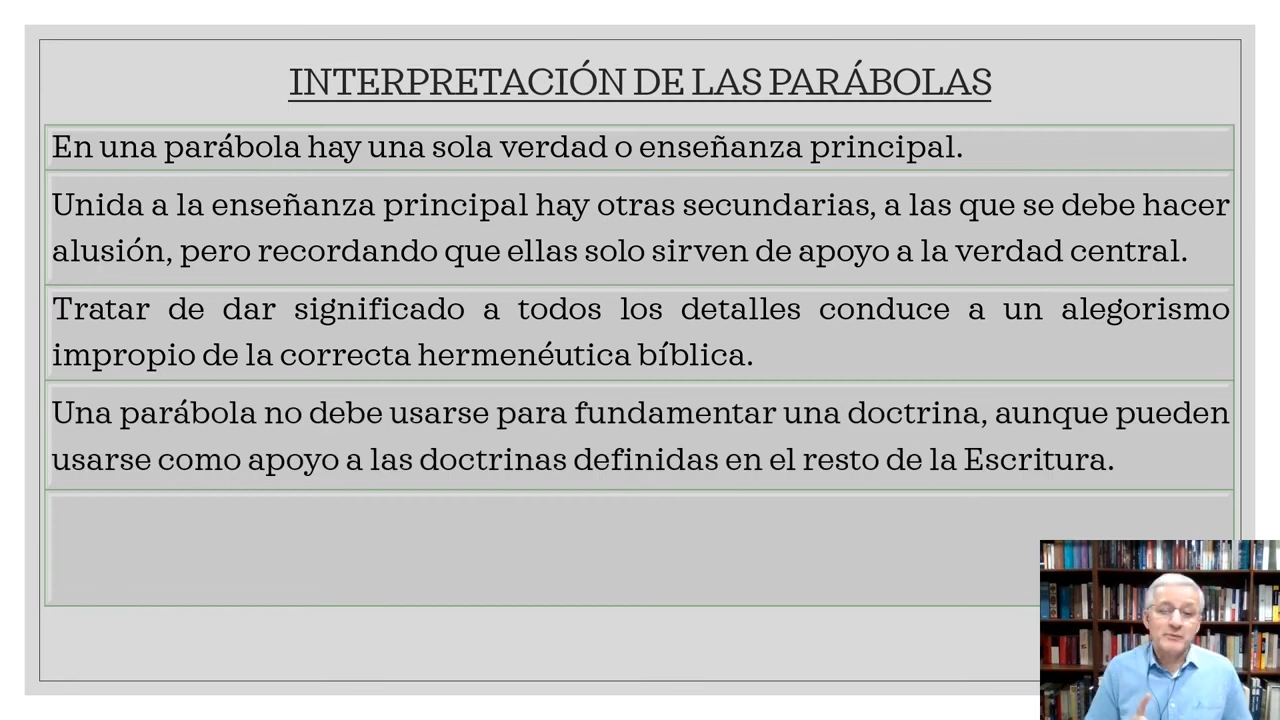 INTERPRETACIÓN DE LAS PARÁBOLAS
En una parábola hay una sola verdad o enseñanza principal.
Unida a la enseñanza principal hay otras secundarias, a las que se debe hacer
alusión, pero recordando que ellas solo sirven de apoyo a la verdad central.
Tratar de dar significado a todos los detalles conduce a un alegorismo
impropio de la correcta hermenéutica bíblica.
Una parábola no debe usarse para fundamentar una doctrina, aunque pueden
usarse como apoyo a las doctrinas definidas en el resto de la Escritura.